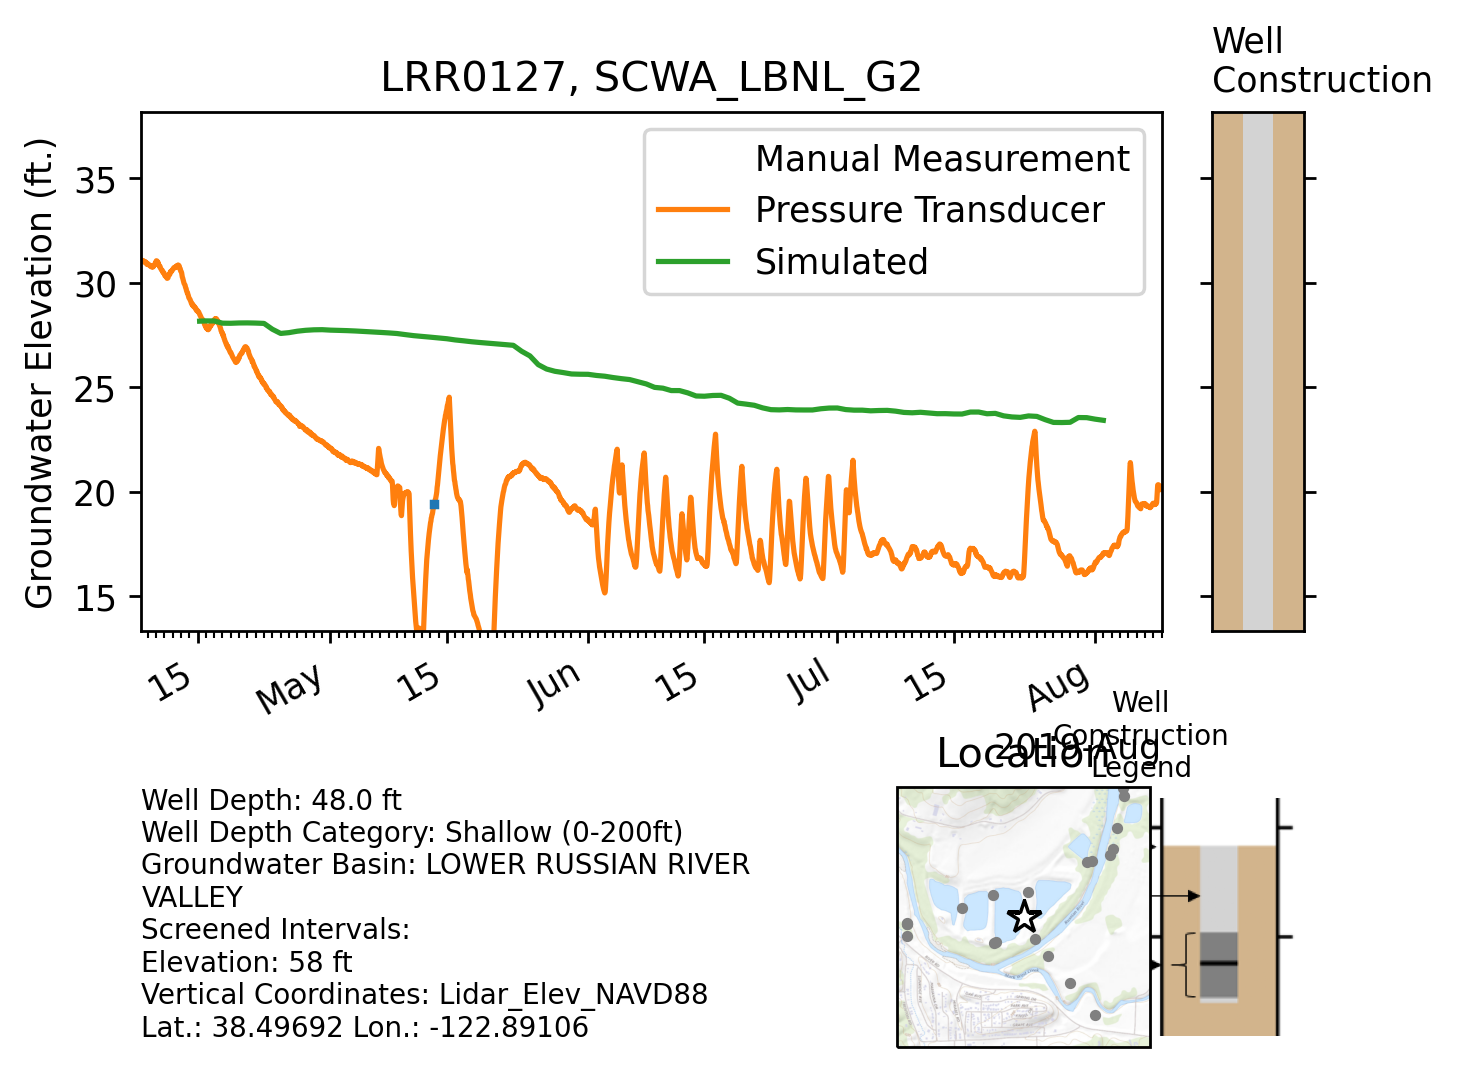 Well
Construction
LRR0127, SCWA_LBNL_G2
Groundwater Elevation (ft.)
35
30
25
20
15
Manual Measurement
Pressure Transducer
Simulated
15
May
15
Jun
15
Jul
15
Aug
2019-Aug
Location
Well
Construction
Legend
Well Depth: 48.0 ft
Well Depth Category: Shallow (0-200ft)
Groundwater Basin: LOWER RUSSIAN RIVER
VALLEY
Screened Intervals:
Elevation: 58 ft
Vertical Coordinates: Lidar_Elev_NAVD88
Lat.: 38.49692 Lon.: -122.89106